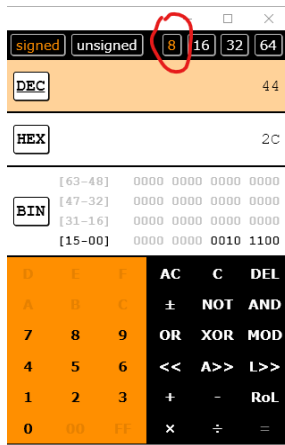 signed unsigned 8 16 32 64
DEC 44
HEX 2C
BIN
[63-48] 0000 0000 0000 0000
[47-32] 0000 0000 0000 0000
[31-16] 0000 0000 0000 0000
[15-00] 0000 0000 0010 1100
D E F AC C DEL
A B C ± NOT AND
7 8 9 OR XOR MOD
4 5 6 << A>> L>>
1 2 3 + - RoL
0 00 FF × ÷ =